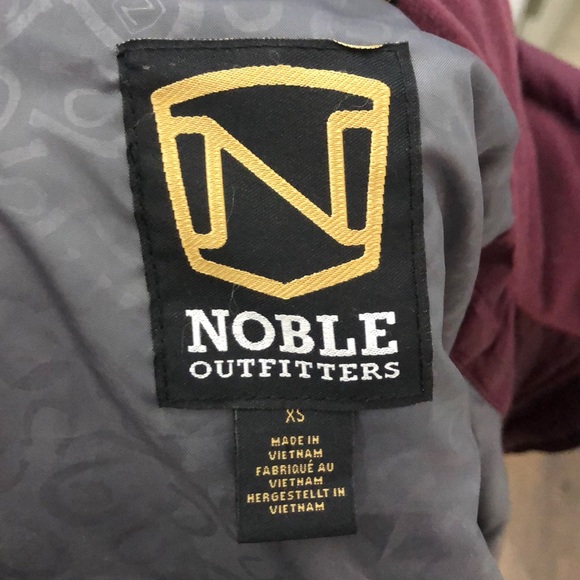 N
NOBLE
OUTFITTERS
XS
MADE IN
VIETNAM
FABRIQUÉ AU
VIETNAM
HERGESTELLT IN
VIETNAM